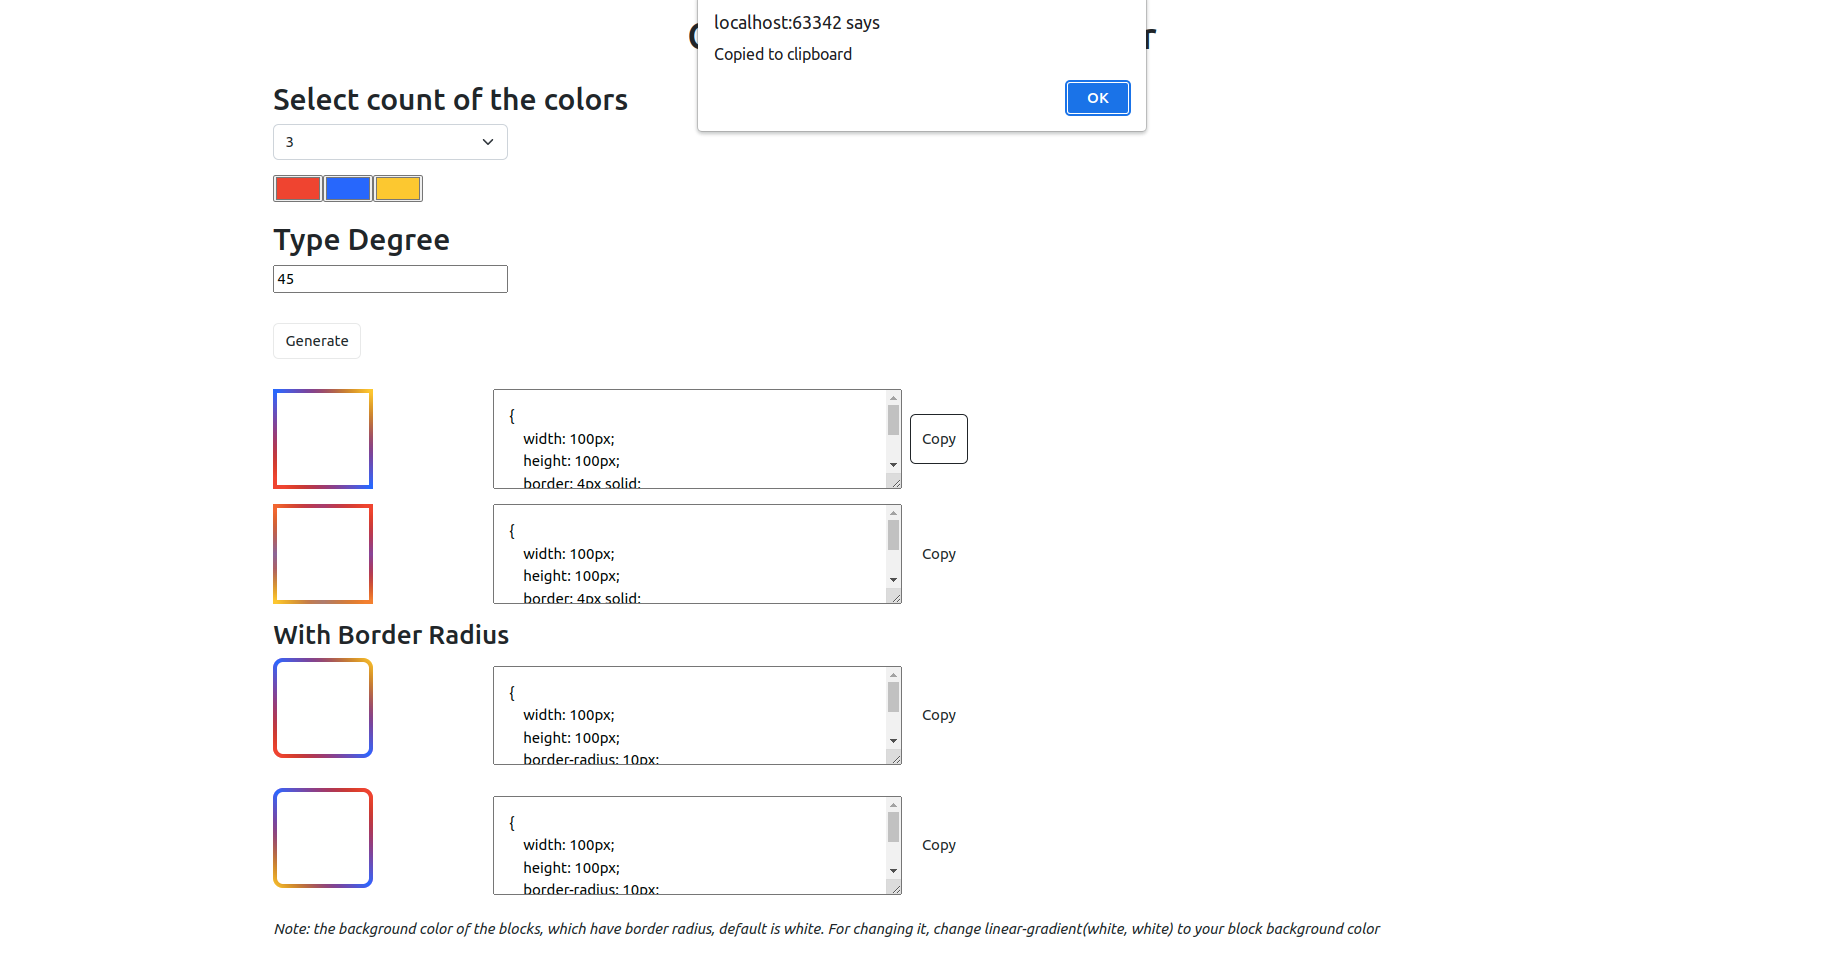 localhost:63342 says
Copied to clipboard
OK
Select count of the colors
3
Type Degree
45
Generate
{
width: 100px;
height: 100px;
border: 4px solid;
Copy
{
width: 100px;
height: 100px;
border: 4px solid;
Copy
With Border Radius
{
width: 100px;
height: 100px;
border-radius: 10px;
Copy
{
width: 100px;
height: 100px;
border-radius: 10px;
Copy
Note: the background color of the blocks, which have border radius, default is white. For changing it, change linear-gradient(white, white) to your block background color